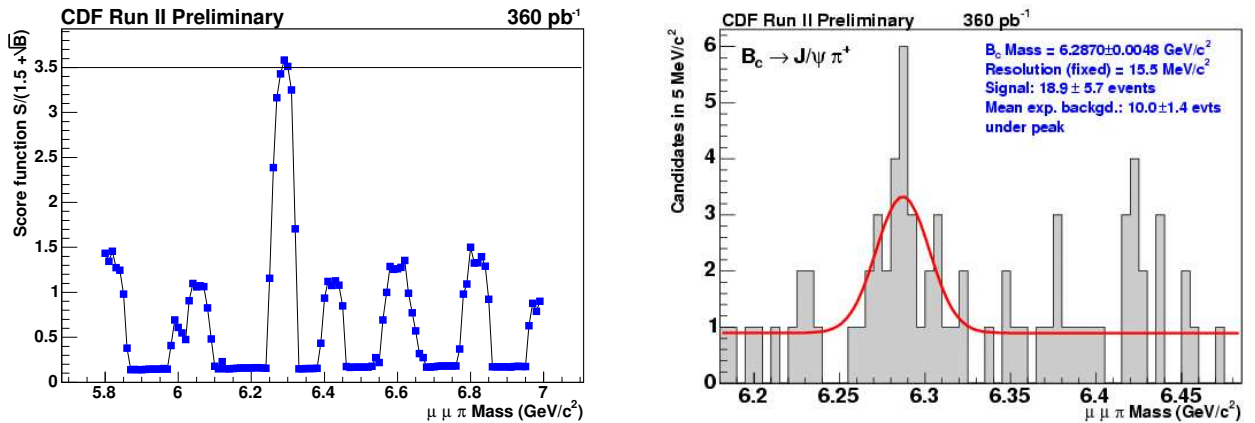 CDF Run II Preliminary 360 pb⁻¹
Score function S/(1.5 +√B)
3.5
3
2.5
2
1.5
1
0.5
0
5.8 6 6.2 6.4 6.6 6.8 7
μ μ π Mass (GeV/c²)
CDF Run II Preliminary 360 pb⁻¹
Candidates in 5 MeV/c²
B_c → J/ψ π⁺
B_c Mass = 6.2870±0.0048 GeV/c²
Resolution (fixed) = 15.5 MeV/c²
Signal: 18.9 ± 5.7 events
Mean exp. backgd.: 10.0±1.4 evts
under peak
6
5
4
3
2
1
0
6.2 6.25 6.3 6.35 6.4 6.45
μ μ π Mass (GeV/c²)